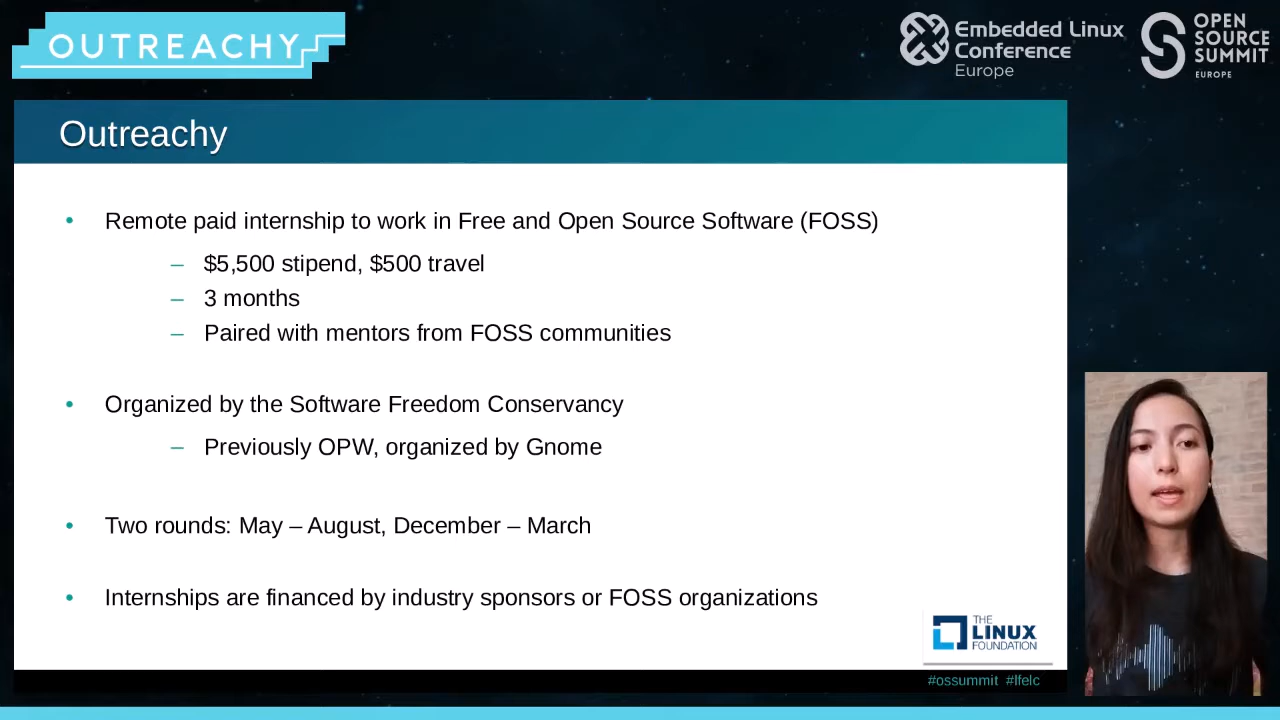 OUTREACHY
Embedded Linux
Conference
Europe
OPEN
SOURCE
SUMMIT
EUROPE
Outreachy
• Remote paid internship to work in Free and Open Source Software (FOSS)
– $5,500 stipend, $500 travel
– 3 months
– Paired with mentors from FOSS communities
• Organized by the Software Freedom Conservancy
– Previously OPW, organized by Gnome
• Two rounds: May – August, December – March
• Internships are financed by industry sponsors or FOSS organizations
THE
LINUX
FOUNDATION
#ossummit #lfelc